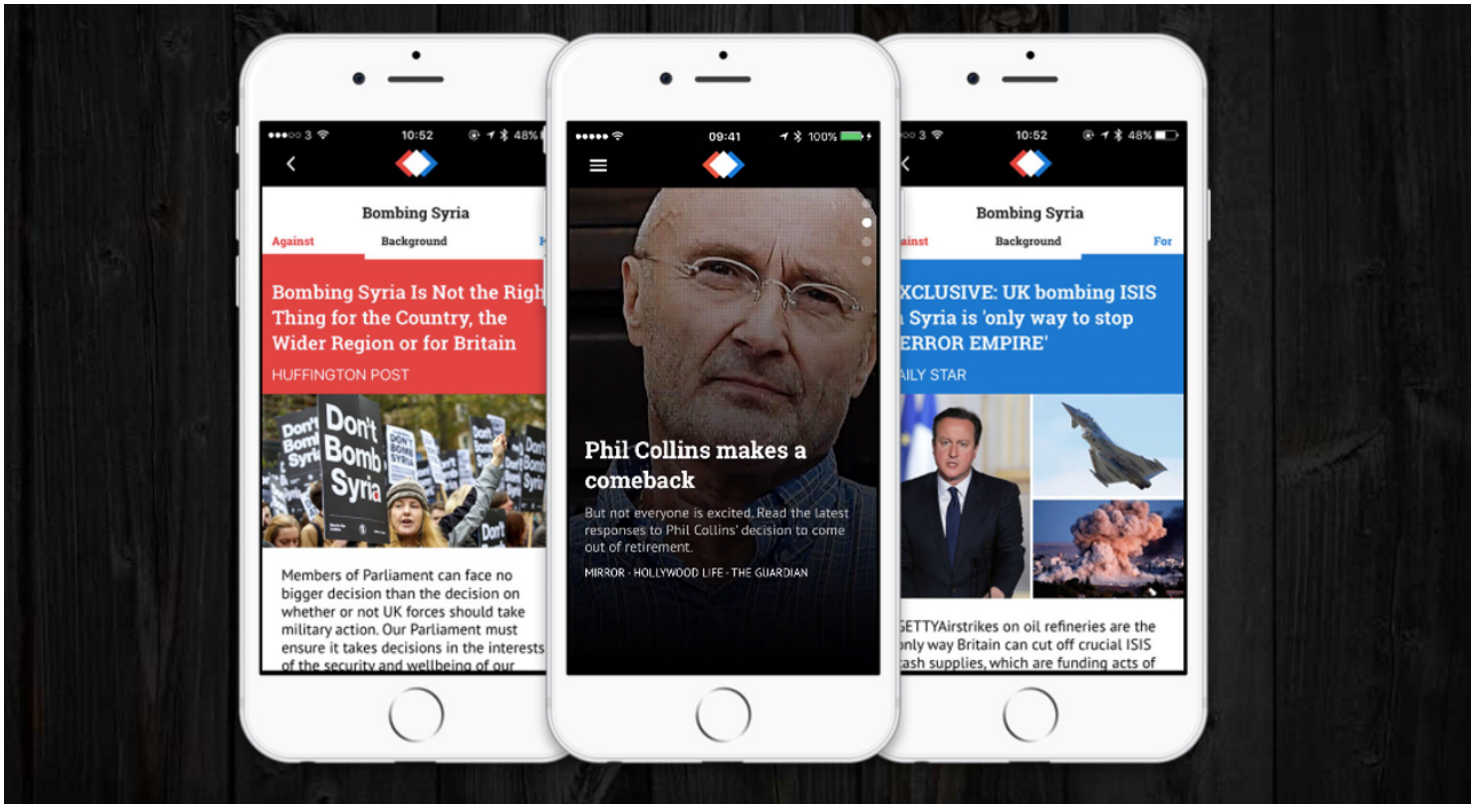 3 10:52 48%
Bombing Syria
Against Background
Bombing Syria Is Not the Righ
Thing for the Country, the
Wider Region or for Britain
HUFFINGTON POST
Don't
Bomb
Syria
Members of Parliament can face no
bigger decision than the decision on
whether or not UK forces should take
military action. Our Parliament must
ensure it takes decisions in the interests
of the security and wellbeing of our
09:41 100%
Phil Collins makes a
comeback
But not everyone is excited. Read the latest
responses to Phil Collins' decision to come
out of retirement.
MIRROR - HOLLYWOOD LIFE - THE GUARDIAN
3 10:52 48%
Bombing Syria
ainst Background For
XCLUSIVE: UK bombing ISIS
Syria is 'only way to stop
ERROR EMPIRE'
AILY STAR
GETTYAirstrikes on oil refineries are the
only way Britain can cut off crucial ISIS
cash supplies, which are funding acts of